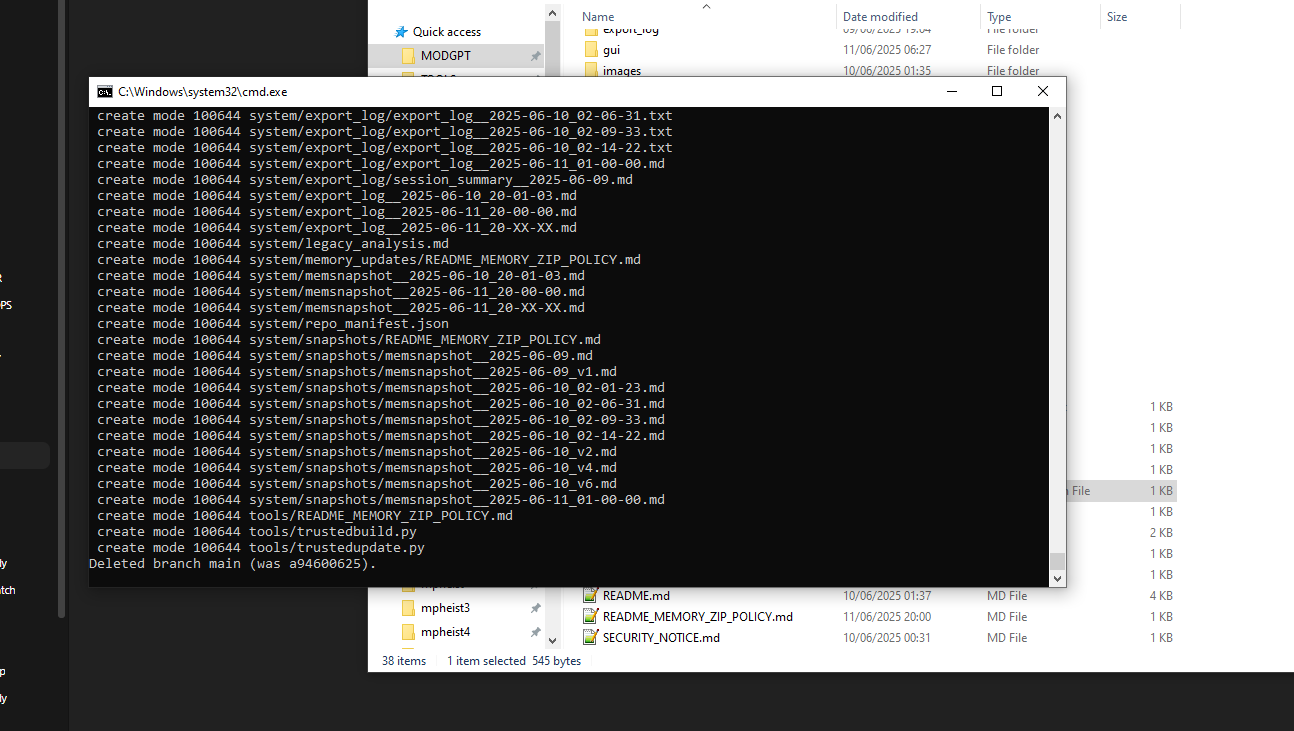 Quick access
MODGPT
Name
Date modified
Type
Size
export_log
09/06/2025 19:04
File folder
gui
11/06/2025 06:27
File folder
images
10/06/2025 01:35
File folder
C:\Windows\system32\cmd.exe
create mode 100644 system/export_log/export_log__2025-06-10_02-06-31.txt
create mode 100644 system/export_log/export_log__2025-06-10_02-09-33.txt
create mode 100644 system/export_log/export_log__2025-06-10_02-14-22.txt
create mode 100644 system/export_log/export_log__2025-06-11_01-00-00.md
create mode 100644 system/export_log/session_summary__2025-06-09.md
create mode 100644 system/export_log__2025-06-10_20-01-03.md
create mode 100644 system/export_log__2025-06-11_20-00-00.md
create mode 100644 system/export_log__2025-06-11_20-XX-XX.md
create mode 100644 system/legacy_analysis.md
create mode 100644 system/memory_updates/README_MEMORY_ZIP_POLICY.md
create mode 100644 system/memsnapshot__2025-06-10_20-01-03.md
create mode 100644 system/memsnapshot__2025-06-11_20-00-00.md
create mode 100644 system/memsnapshot__2025-06-11_20-XX-XX.md
create mode 100644 system/repo_manifest.json
create mode 100644 system/snapshots/README_MEMORY_ZIP_POLICY.md
create mode 100644 system/snapshots/memsnapshot__2025-06-09.md
create mode 100644 system/snapshots/memsnapshot__2025-06-09_v1.md
create mode 100644 system/snapshots/memsnapshot__2025-06-10_02-01-23.md
create mode 100644 system/snapshots/memsnapshot__2025-06-10_02-06-31.md
create mode 100644 system/snapshots/memsnapshot__2025-06-10_02-09-33.md
create mode 100644 system/snapshots/memsnapshot__2025-06-10_02-14-22.md
create mode 100644 system/snapshots/memsnapshot__2025-06-10_v2.md
create mode 100644 system/snapshots/memsnapshot__2025-06-10_v4.md
create mode 100644 system/snapshots/memsnapshot__2025-06-10_v6.md
create mode 100644 system/snapshots/memsnapshot__2025-06-11_01-00-00.md
create mode 100644 tools/README_MEMORY_ZIP_POLICY.md
create mode 100644 tools/trustedbuild.py
create mode 100644 tools/trustedupdate.py
Deleted branch main (was a94600625).
1 KB
1 KB
1 KB
1 KB
File 1 KB
1 KB
2 KB
1 KB
1 KB
mpheist3
mpheist4
README.md
10/06/2025 01:37
MD File
4 KB
README_MEMORY_ZIP_POLICY.md
11/06/2025 20:00
MD File
1 KB
SECURITY_NOTICE.md
10/06/2025 00:31
MD File
1 KB
38 items
1 item selected 545 bytes